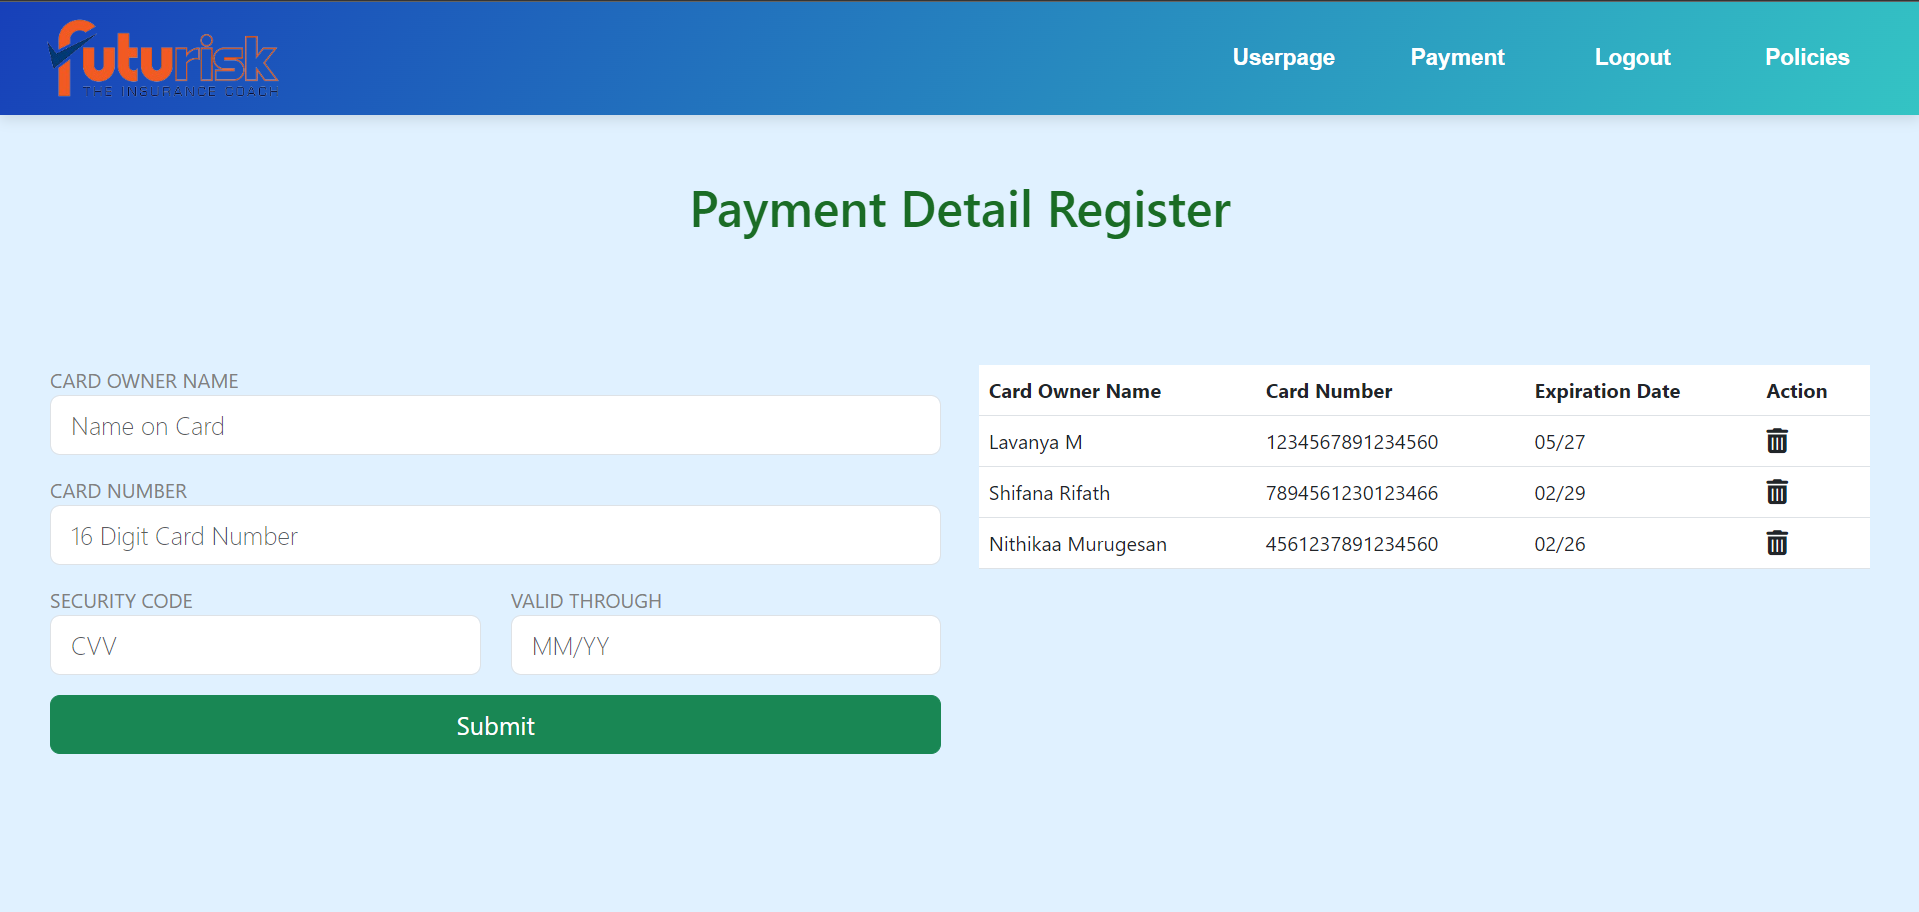 futurisk
THE INSURANCE COACH
Userpage Payment Logout Policies
Payment Detail Register
CARD OWNER NAME
Name on Card
CARD NUMBER
16 Digit Card Number
SECURITY CODE VALID THROUGH
CVV MM/YY
Submit
Card Owner Name Card Number Expiration Date Action
Lavanya M 1234567891234560 05/27
Shifana Rifath 7894561230123466 02/29
Nithikaa Murugesan 4561237891234560 02/26